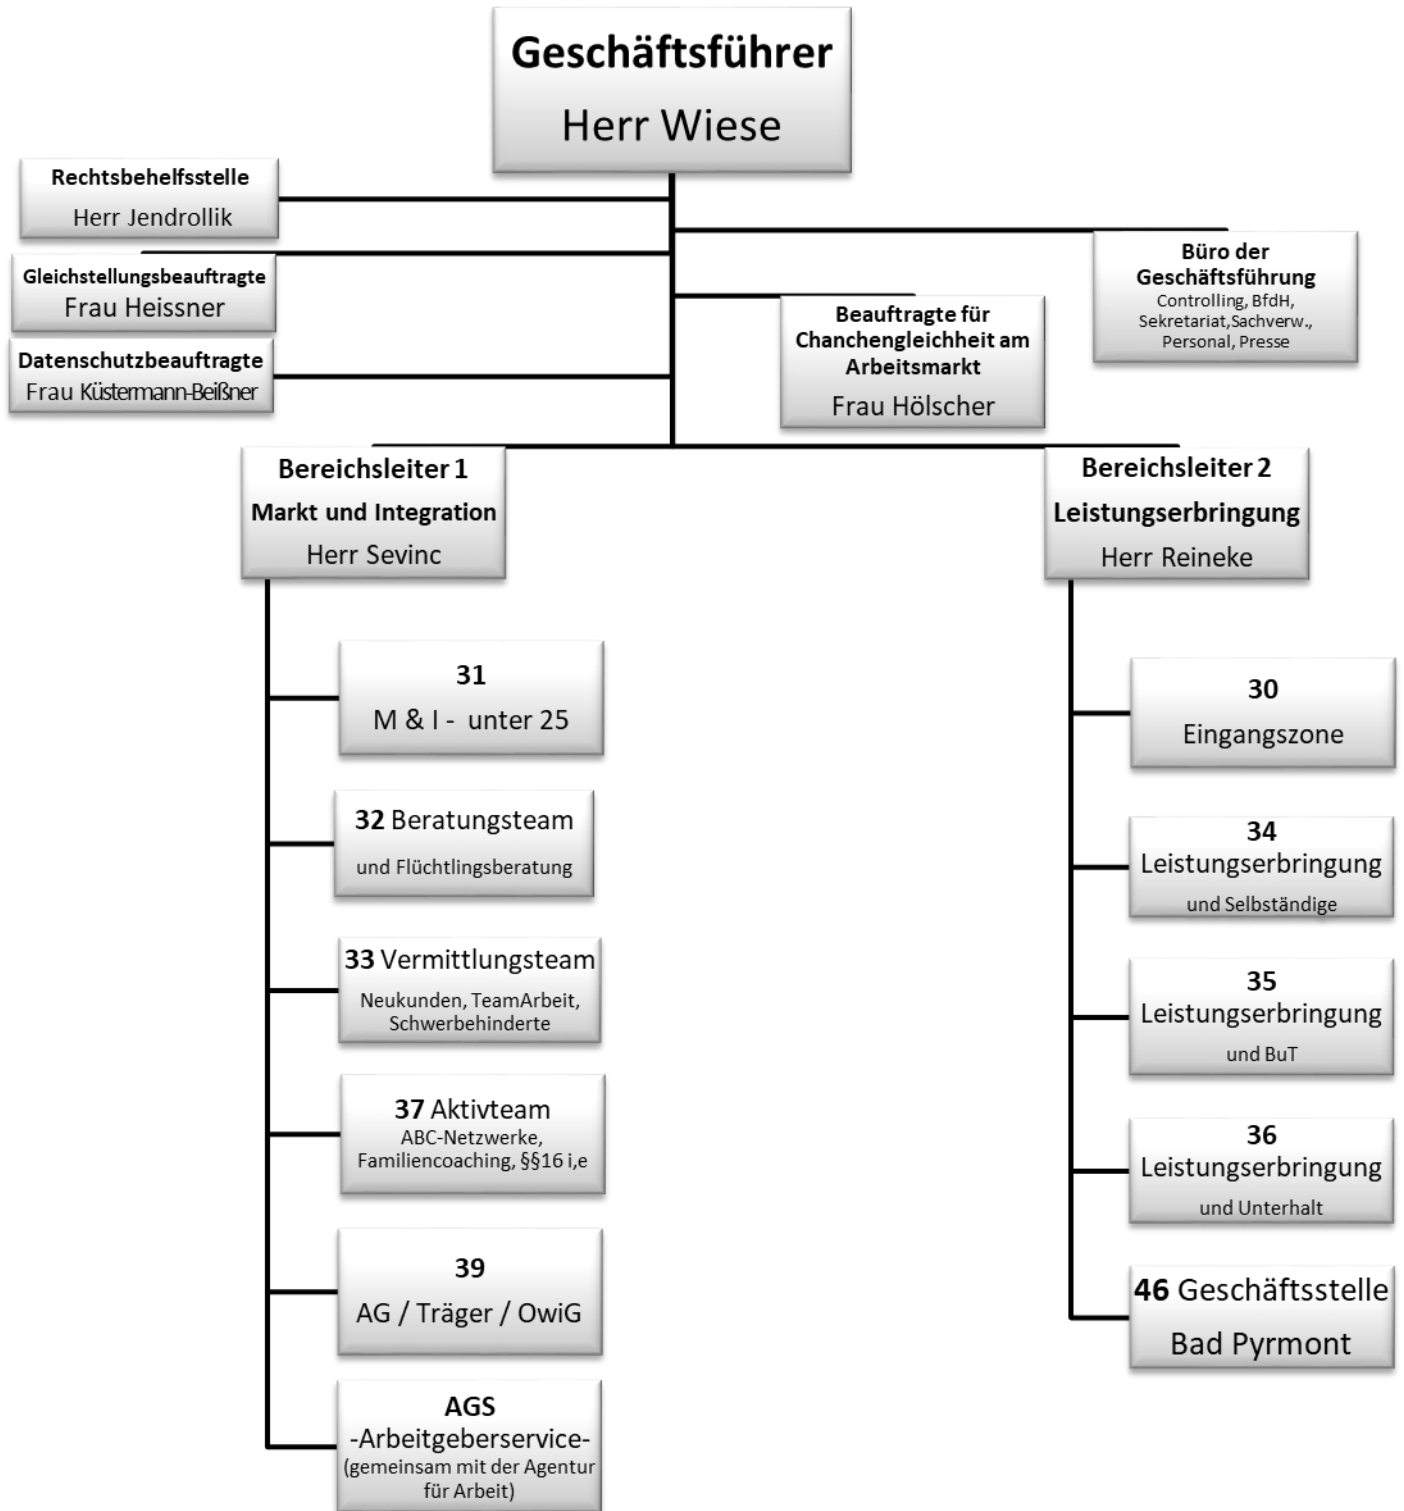 Geschäftsführer
Herr Wiese
Rechtsbehelfsstelle
Herr Jendrollik
Gleichstellungsbeauftragte
Frau Heissner
Datenschutzbeauftragte
Frau Küstermann-Beißner
Büro der
Geschäftsführung
Controlling, BfdH,
Sekretariat,Sachverw.,
Personal, Presse
Beauftragte für
Chanchengleichheit am
Arbeitsmarkt
Frau Hölscher
Bereichsleiter 1
Markt und Integration
Herr Sevinc
Bereichsleiter 2
Leistungserbringung
Herr Reineke
31
M & I - unter 25
32 Beratungsteam
und Flüchtlingsberatung
33 Vermittlungsteam
Neukunden, TeamArbeit,
Schwerbehinderte
37 Aktivteam
ABC-Netzwerke,
Familiencoaching, §§16 i,e
39
AG / Träger / OwiG
AGS
-Arbeitgeberservice-
(gemeinsam mit der Agentur
für Arbeit)
30
Eingangszone
34
Leistungserbringung
und Selbständige
35
Leistungserbringung
und BuT
36
Leistungserbringung
und Unterhalt
46 Geschäftsstelle
Bad Pyrmont